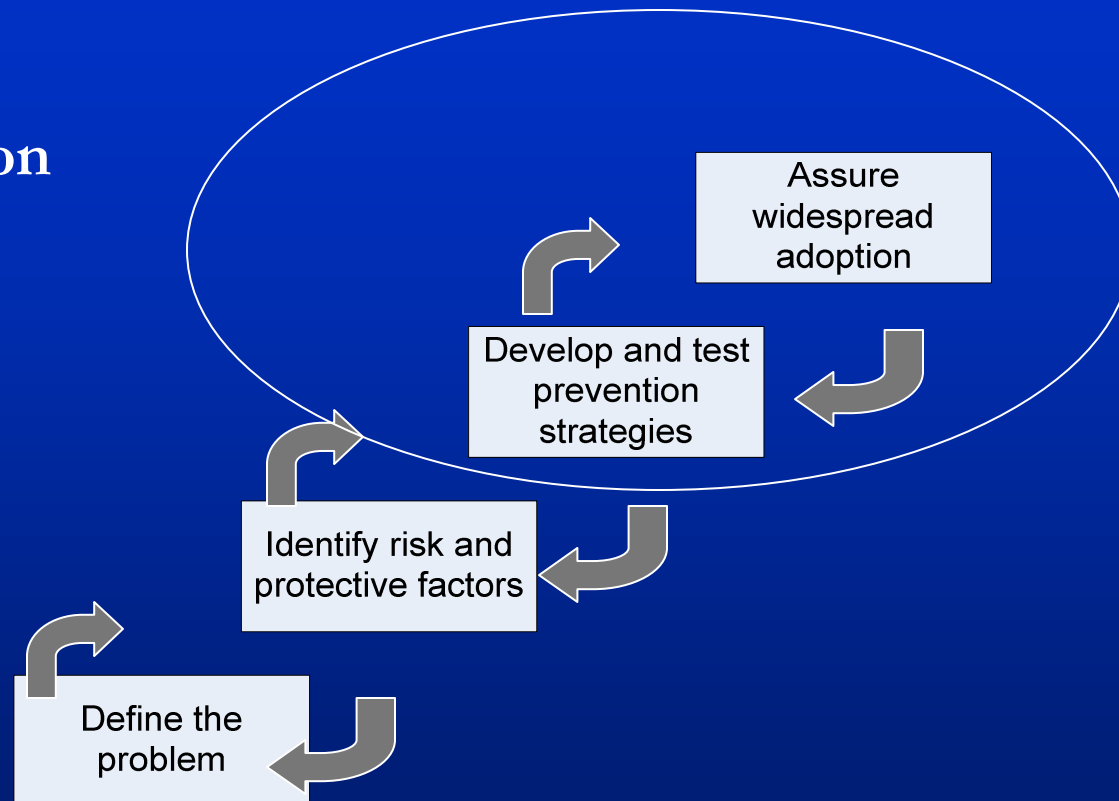 on
Assure
widespread
adoption
Develop and test
prevention
strategies
Identify risk and
protective factors
Define the
problem